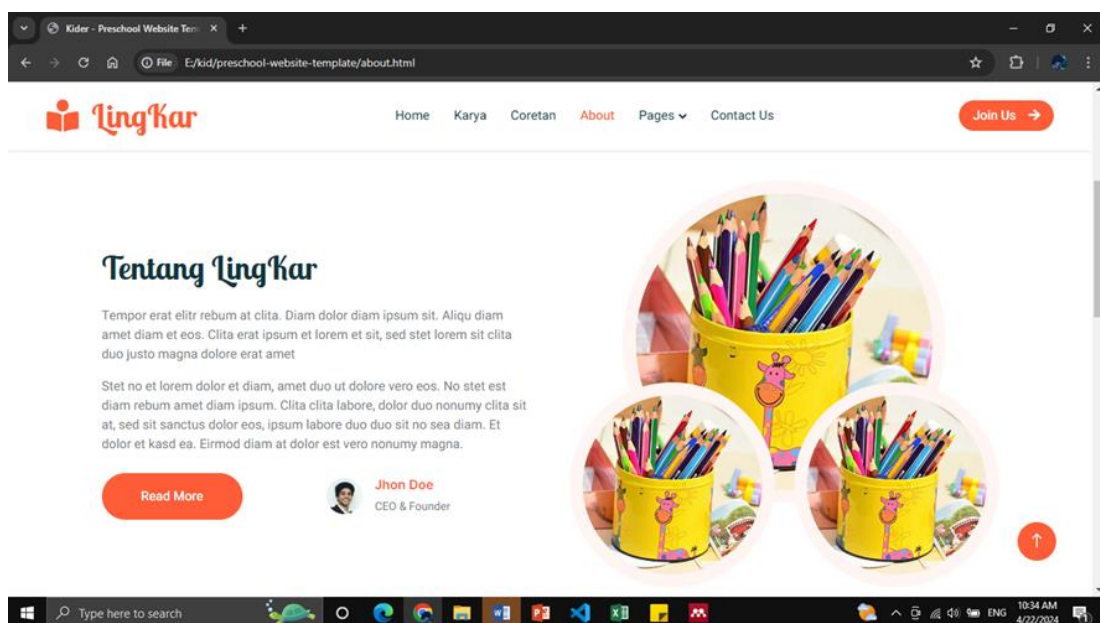 Kider - Preschool Website Tem
File E:/kid/preschool-website-template/about.html
LingKar
Home Karya Coretan About Pages Contact Us
Join Us
Tentang LingKar
Tempor erat elitr rebum at clita. Diam dolor diam ipsum sit. Aliqu diam
amet diam et eos. Clita erat ipsum et lorem et sit, sed stet lorem sit clita
duo justo magna dolore erat amet
Stet no et lorem dolor et diam, amet duo ut dolore vero eos. No stet est
diam rebum amet diam ipsum. Clita clita labore, dolor duo nonumy clita sit
at, sed sit sanctus dolor eos, ipsum labore duo duo sit no sea diam. Et
dolor et kasd ea. Eirmod diam at dolor est vero nonumy magna.
Read More
Jhon Doe
CEO & Founder
Type here to search
ENG
10:34 AM
4/22/2024